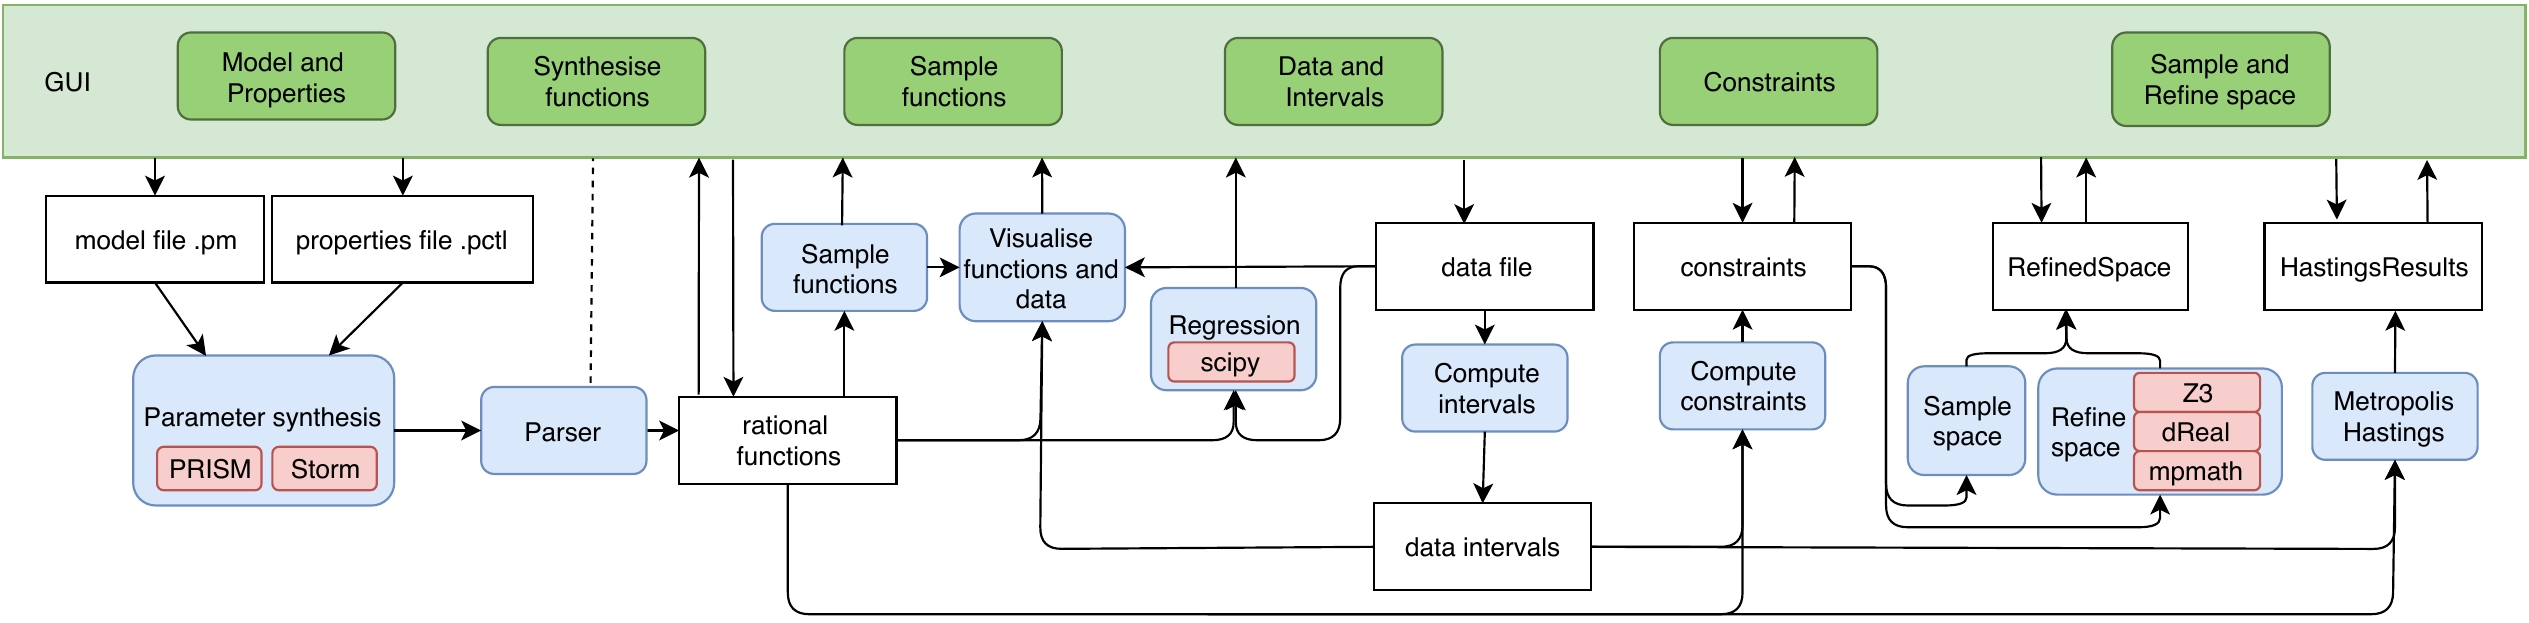 GUI
Model and
Properties
Synthesise
functions
Sample
functions
Data and
Intervals
Constraints
Sample and
Refine space
model file .pm
properties file .pctl
Sample
functions
Visualise
functions and
data
data file
constraints
RefinedSpace
HastingsResults
Regression
scipy
Parameter synthesis
PRISM
Storm
Parser
rational
functions
Compute
intervals
Compute
constraints
Sample
space
Refine
space
Z3
dReal
mpmath
Metropolis
Hastings
data intervals